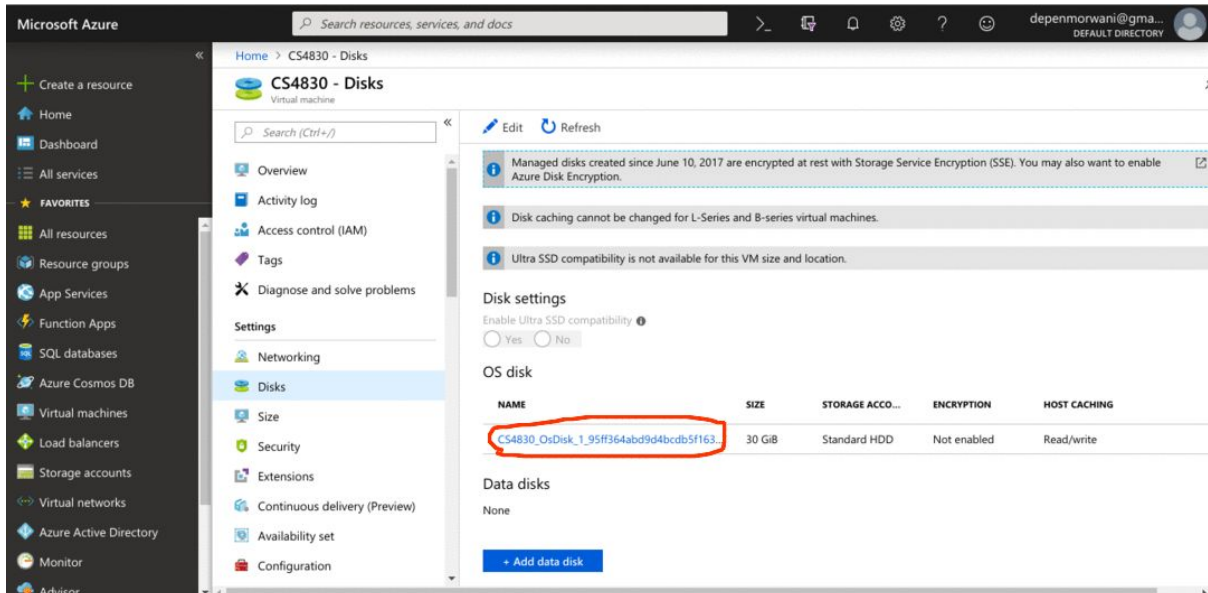 Microsoft Azure
Search resources, services, and docs
depenmorwani@gma...
DEFAULT DIRECTORY
Create a resource
Home
Dashboard
All services
FAVORITES
All resources
Resource groups
App Services
Function Apps
SQL databases
Azure Cosmos DB
Virtual machines
Load balancers
Storage accounts
Virtual networks
Azure Active Directory
Monitor
Advisor
Home > CS4830 - Disks
CS4830 - Disks
Virtual machine
Search (Ctrl+/)
Overview
Activity log
Access control (IAM)
Tags
Diagnose and solve problems
Settings
Networking
Disks
Size
Security
Extensions
Continuous delivery (Preview)
Availability set
Configuration
Edit Refresh
Managed disks created since June 10, 2017 are encrypted at rest with Storage Service Encryption (SSE). You may also want to enable
Azure Disk Encryption.
Disk caching cannot be changed for L-Series and B-series virtual machines.
Ultra SSD compatibility is not available for this VM size and location.
Disk settings
Enable Ultra SSD compatibility
Yes No
OS disk
NAME SIZE STORAGE ACCO... ENCRYPTION HOST CACHING
CS4830_OsDisk_1_95ff364abd9d4bcdb5f163... 30 GiB Standard HDD Not enabled Read/write
Data disks
None
+ Add data disk